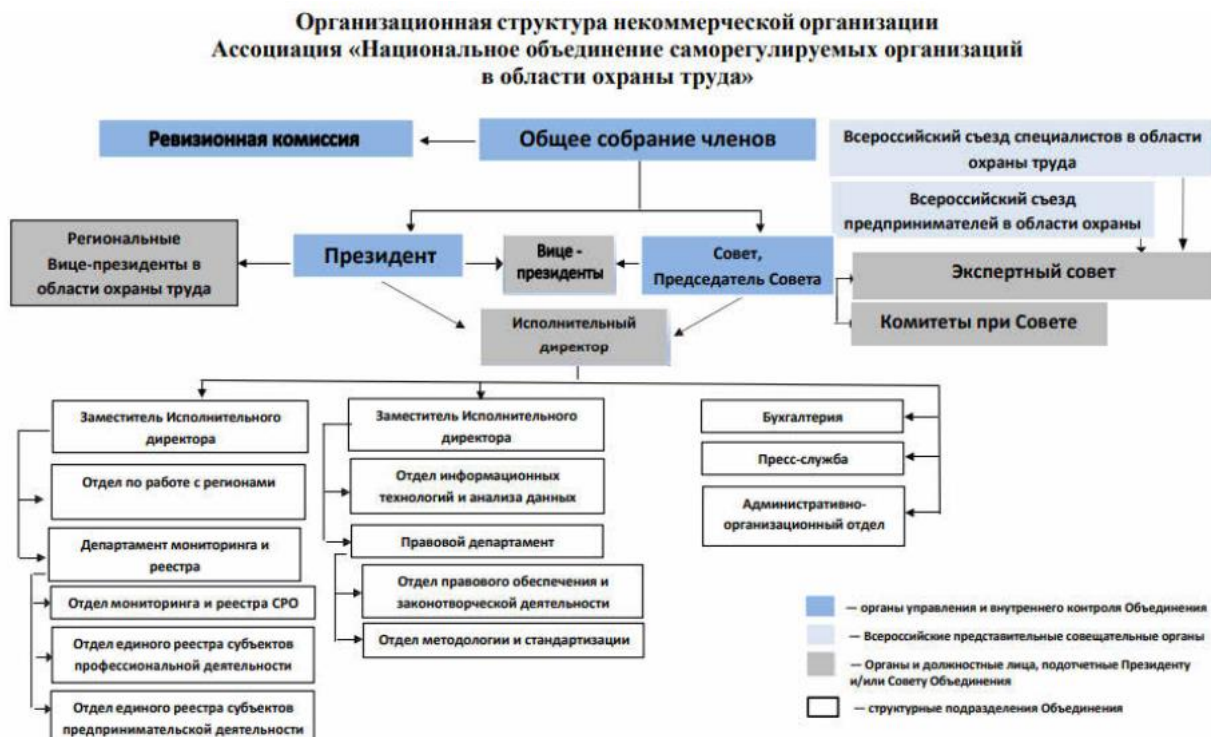 Организационная структура некоммерческой организации
Ассоциация «Национальное объединение саморегулируемых организаций
в области охраны труда»
Ревизионная комиссия
Общее собрание членов
Всероссийский съезд специалистов в области
охраны труда
Всероссийский съезд
предпринимателей в области охраны
Региональные
Вице-президенты в
области охраны труда
Президент
Вице -
президенты
Совет,
Председатель Совета
Экспертный совет
Комитеты при Совете
Исполнительный
директор
Заместитель Исполнительного
директора
Отдел по работе с регионами
Департамент мониторинга и
реестра
Отдел мониторинга и реестра СРО
Отдел единого реестра субъектов
профессиональной деятельности
Отдел единого реестра субъектов
предпринимательской деятельности
Заместитель Исполнительного
директора
Отдел информационных
технологий и анализа данных
Правовой департамент
Отдел правового обеспечения и
законотворческой деятельности
Отдел методологии и стандартизации
Бухгалтерия
Пресс-служба
Административно-
организационный отдел
— органы управления и внутреннего контроля Объединения
— Всероссийские представительные совещательные органы
— Органы и должностные лица, подотчетные Президенту
и/или Совету Объединения
— структурные подразделения Объединения